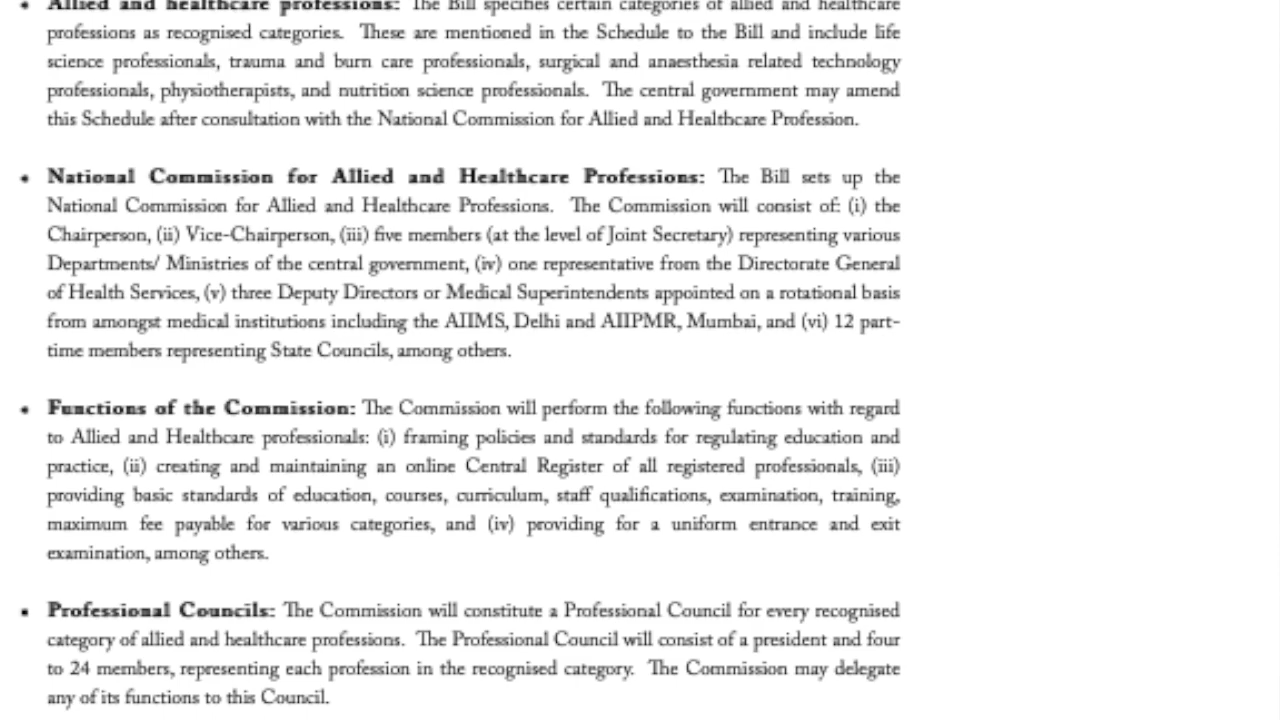 • Allied and healthcare professions: The Bill specifies certain categories of allied and healthcare
professions as recognised categories. These are mentioned in the Schedule to the Bill and include life
science professionals, trauma and burn care professionals, surgical and anaesthesia related technology
professionals, physiotherapists, and nutrition science professionals. The central government may amend
this Schedule after consultation with the National Commission for Allied and Healthcare Profession.
• National Commission for Allied and Healthcare Professions: The Bill sets up the
National Commission for Allied and Healthcare Professions. The Commission will consist of: (i) the
Chairperson, (ii) Vice-Chairperson, (iii) five members (at the level of Joint Secretary) representing various
Departments/ Ministries of the central government, (iv) one representative from the Directorate General
of Health Services, (v) three Deputy Directors or Medical Superintendents appointed on a rotational basis
from amongst medical institutions including the AIIMS, Delhi and AIIPMR, Mumbai, and (vi) 12 part-
time members representing State Councils, among others.
• Functions of the Commission: The Commission will perform the following functions with regard
to Allied and Healthcare professionals: (i) framing policies and standards for regulating education and
practice, (ii) creating and maintaining an online Central Register of all registered professionals, (iii)
providing basic standards of education, courses, curriculum, staff qualifications, examination, training,
maximum fee payable for various categories, and (iv) providing for a uniform entrance and exit
examination, among others.
• Professional Councils: The Commission will constitute a Professional Council for every recognised
category of allied and healthcare professions. The Professional Council will consist of a president and four
to 24 members, representing each profession in the recognised category. The Commission may delegate
any of its functions to this Council.